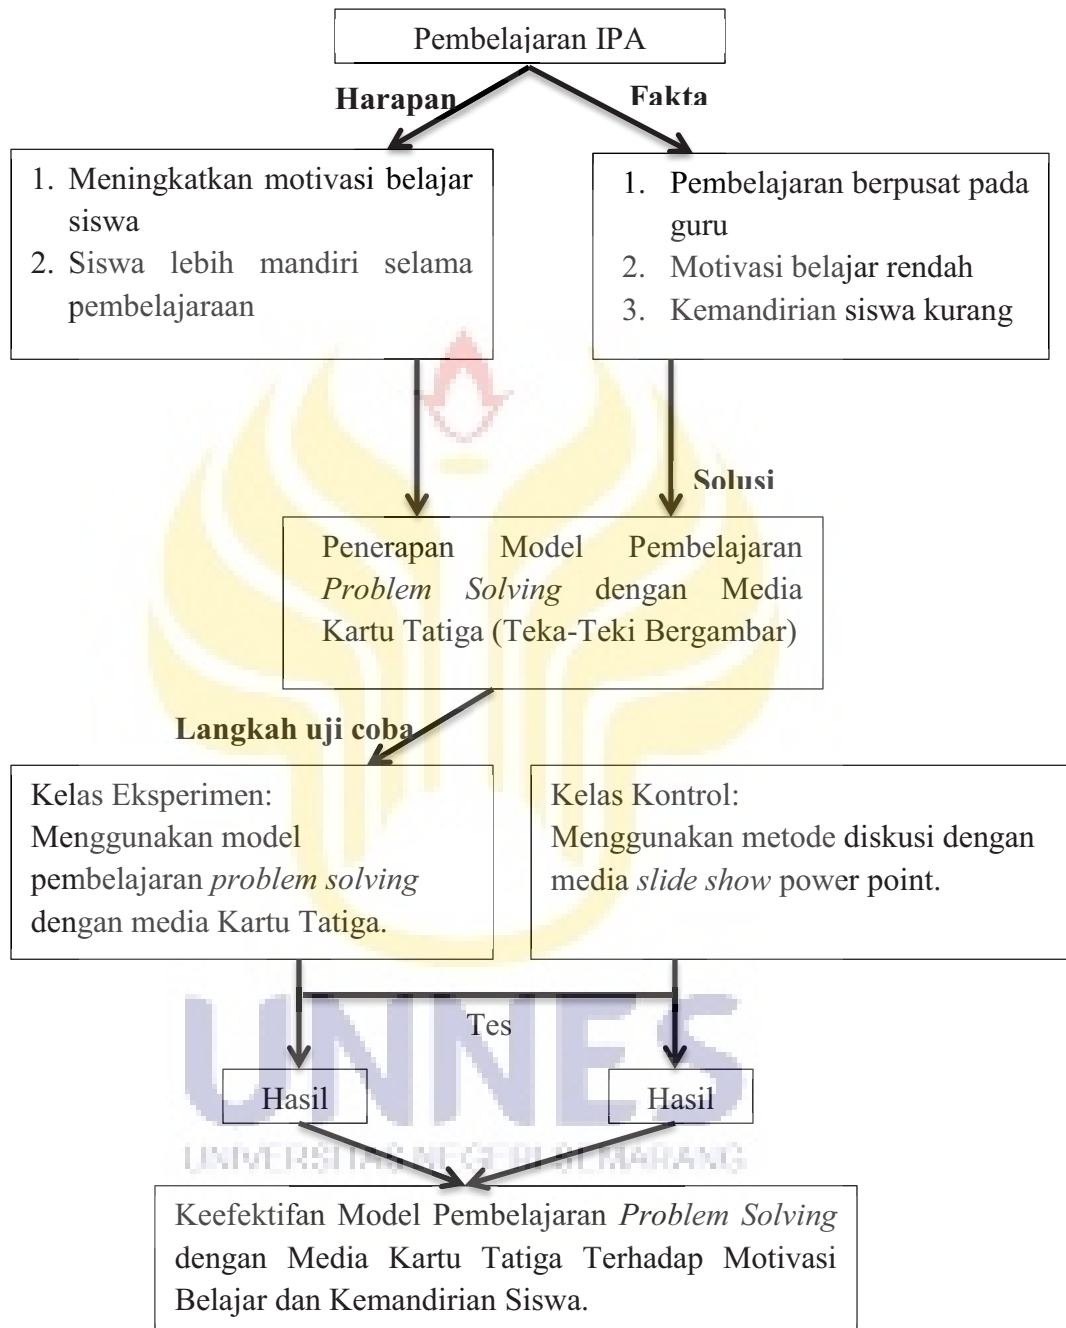 Pembelajaran IPA
Harapan
Fakta
1. Meningkatkan motivasi belajar
siswa
2. Siswa lebih mandiri selama
pembelajaraan
1. Pembelajaran berpusat pada
guru
2. Motivasi belajar rendah
3. Kemandirian siswa kurang
Solusi
Penerapan Model Pembelajaran
Problem Solving dengan Media
Kartu Tatiga (Teka-Teki Bergambar)
Langkah uji coba
Kelas Eksperimen:
Menggunakan model
pembelajaran problem solving
dengan media Kartu Tatiga.
Kelas Kontrol:
Menggunakan metode diskusi dengan
media slide show power point.
Tes
Hasil
Hasil
UNNES
UNIVERSITAS NEGERI SEMARANG
Keefektifan Model Pembelajaran Problem Solving
dengan Media Kartu Tatiga Terhadap Motivasi
Belajar dan Kemandirian Siswa.